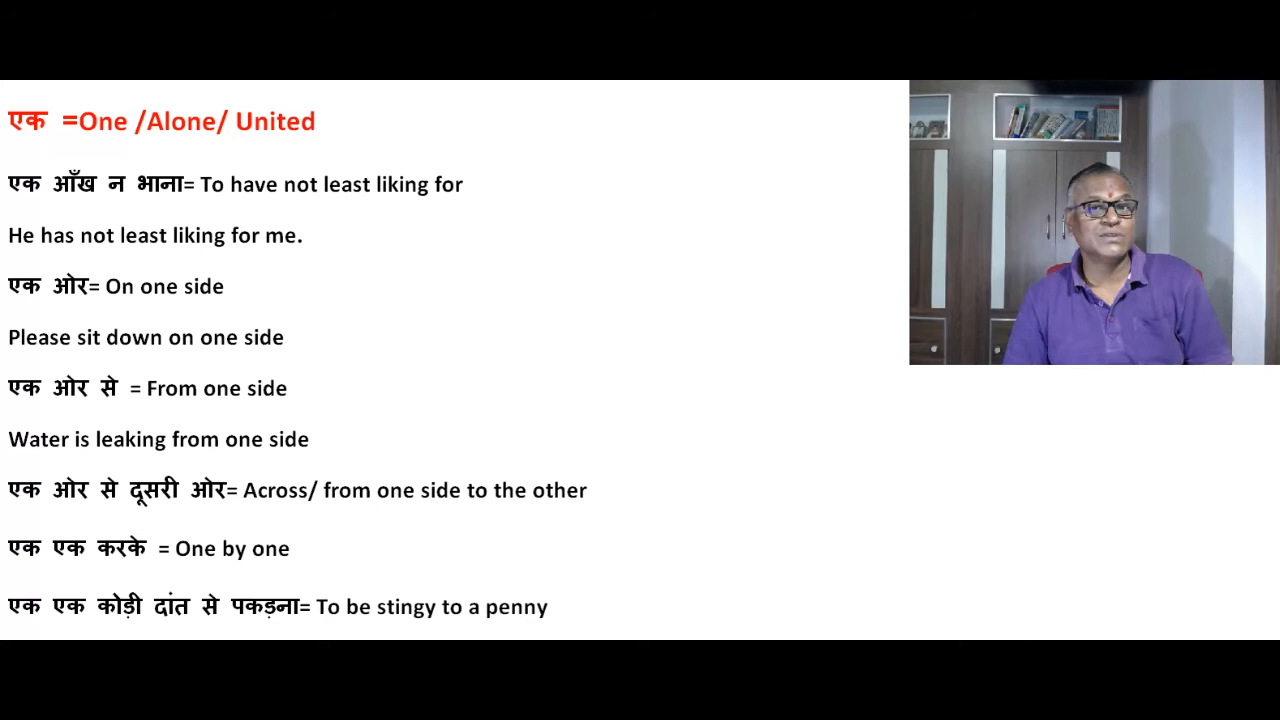 एक =One /Alone/ United
एक आँख न भाना= To have not least liking for
He has not least liking for me.
एक ओर= On one side
Please sit down on one side
एक ओर से = From one side
Water is leaking from one side
एक ओर से दूसरी ओर= Across/ from one side to the other
एक एक करके = One by one
एक एक कोड़ी दांत से पकड़ना= To be stingy to a penny